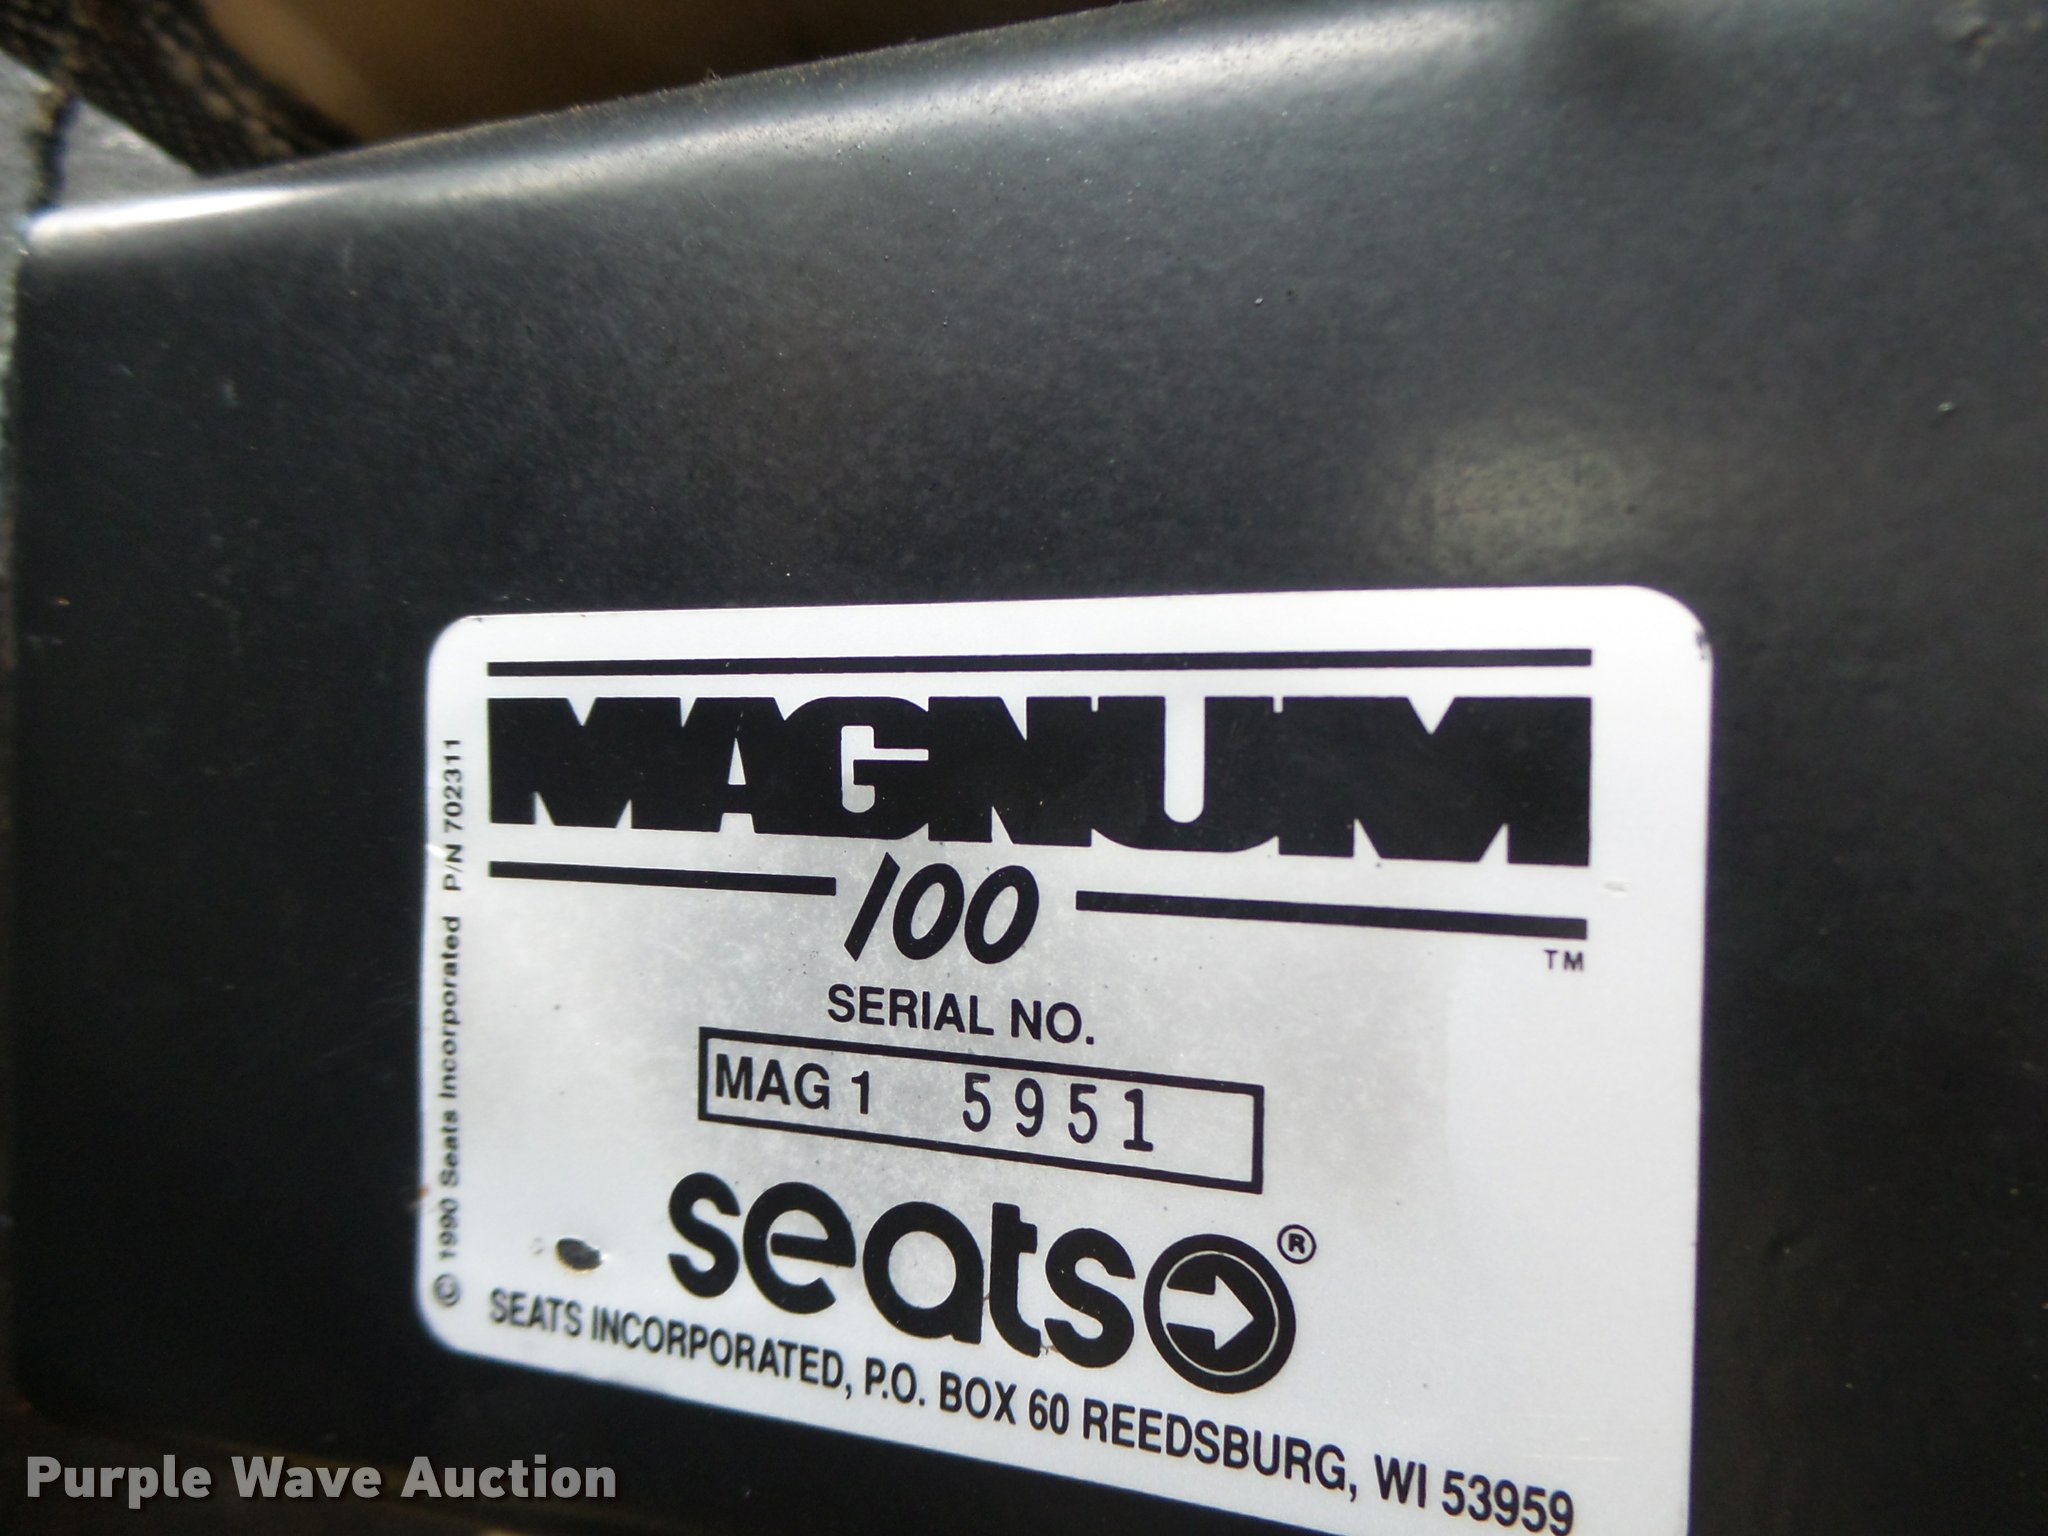 MAGNUM
100
TM
SERIAL NO.
MAG 1 5951
seats ®
SEATS INCORPORATED, P.O. BOX 60 REEDSBURG, WI 53959
© 1990 Seats Incorporated P/N 702311
Purple Wave Auction